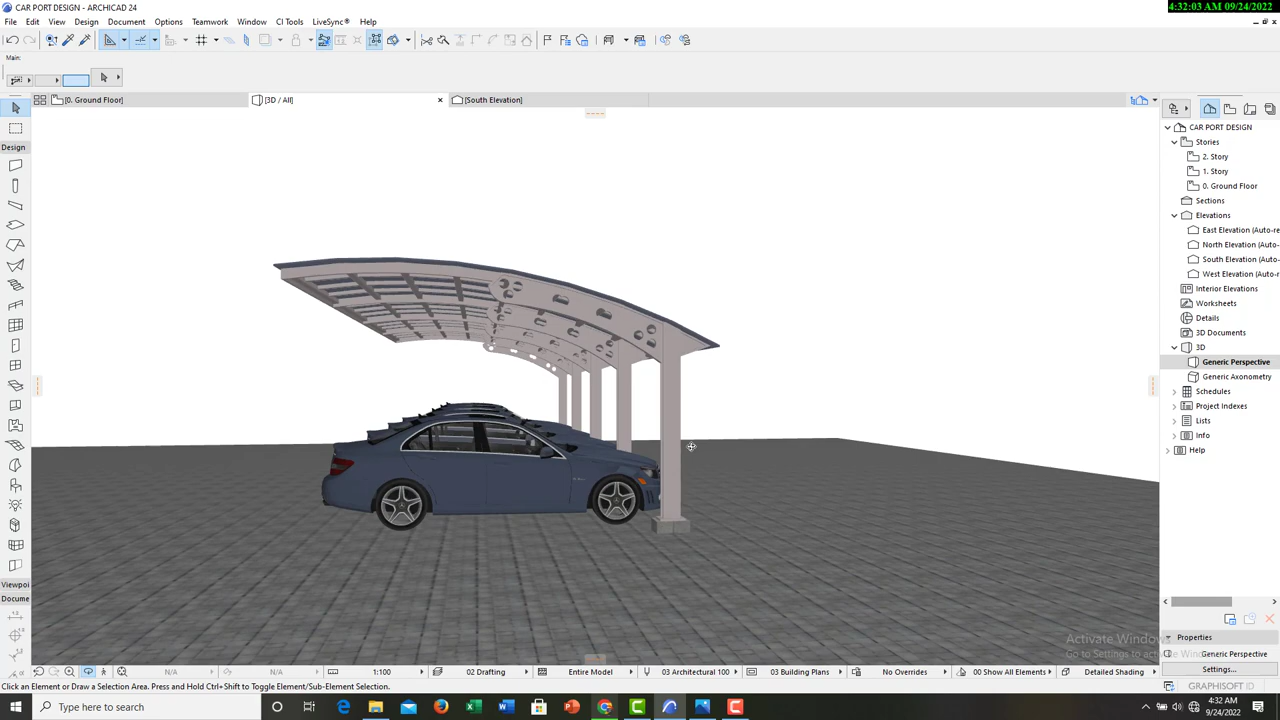 CAR PORT DESIGN - ARCHICAD 24
4:32:03 AM 09/24/2022
File Edit View Design Document Options Teamwork Window CI Tools LiveSync® Help
Main:
[0. Ground Floor]
[3D / All]
[South Elevation]
Design
CAR PORT DESIGN
Stories
2. Story
1. Story
0. Ground Floor
Sections
Elevations
East Elevation (Auto-re
North Elevation (Auto-
South Elevation (Auto-
West Elevation (Auto-r
Interior Elevations
Worksheets
Details
3D Documents
3D
Generic Perspective
Generic Axonometry
Schedules
Project Indexes
Lists
Info
Help
Viewpoi
Docume
Activate Windows
Go to Settings to activate Windows.
Properties
Generic Perspective
Settings...
N/A N/A 1:100 02 Drafting Entire Model 03 Architectural 100 03 Building Plans No Overrides 00 Show All Elements Detailed Shading
Click an Element or Draw a Selection Area. Press and Hold Ctrl+Shift to Toggle Element/Sub-Element Selection.
GRAPHISOFT ID
Type here to search
4:32 AM
9/24/2022